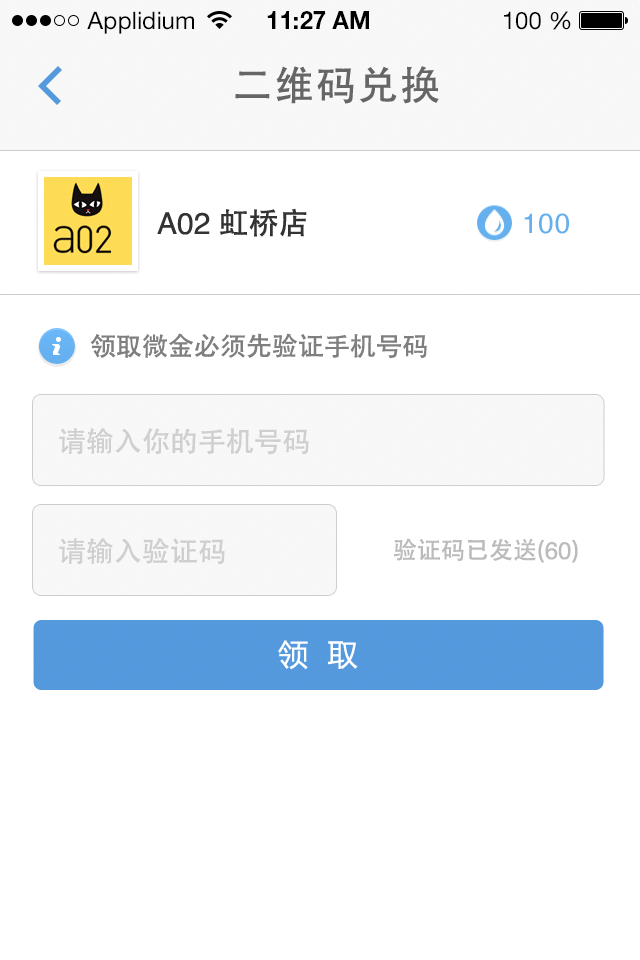 Applidium 11:27 AM 100 %
二维码兑换
a02
A02 虹桥店 100
领取微金必须先验证手机号码
请输入你的手机号码
请输入验证码 验证码已发送(60)
领 取